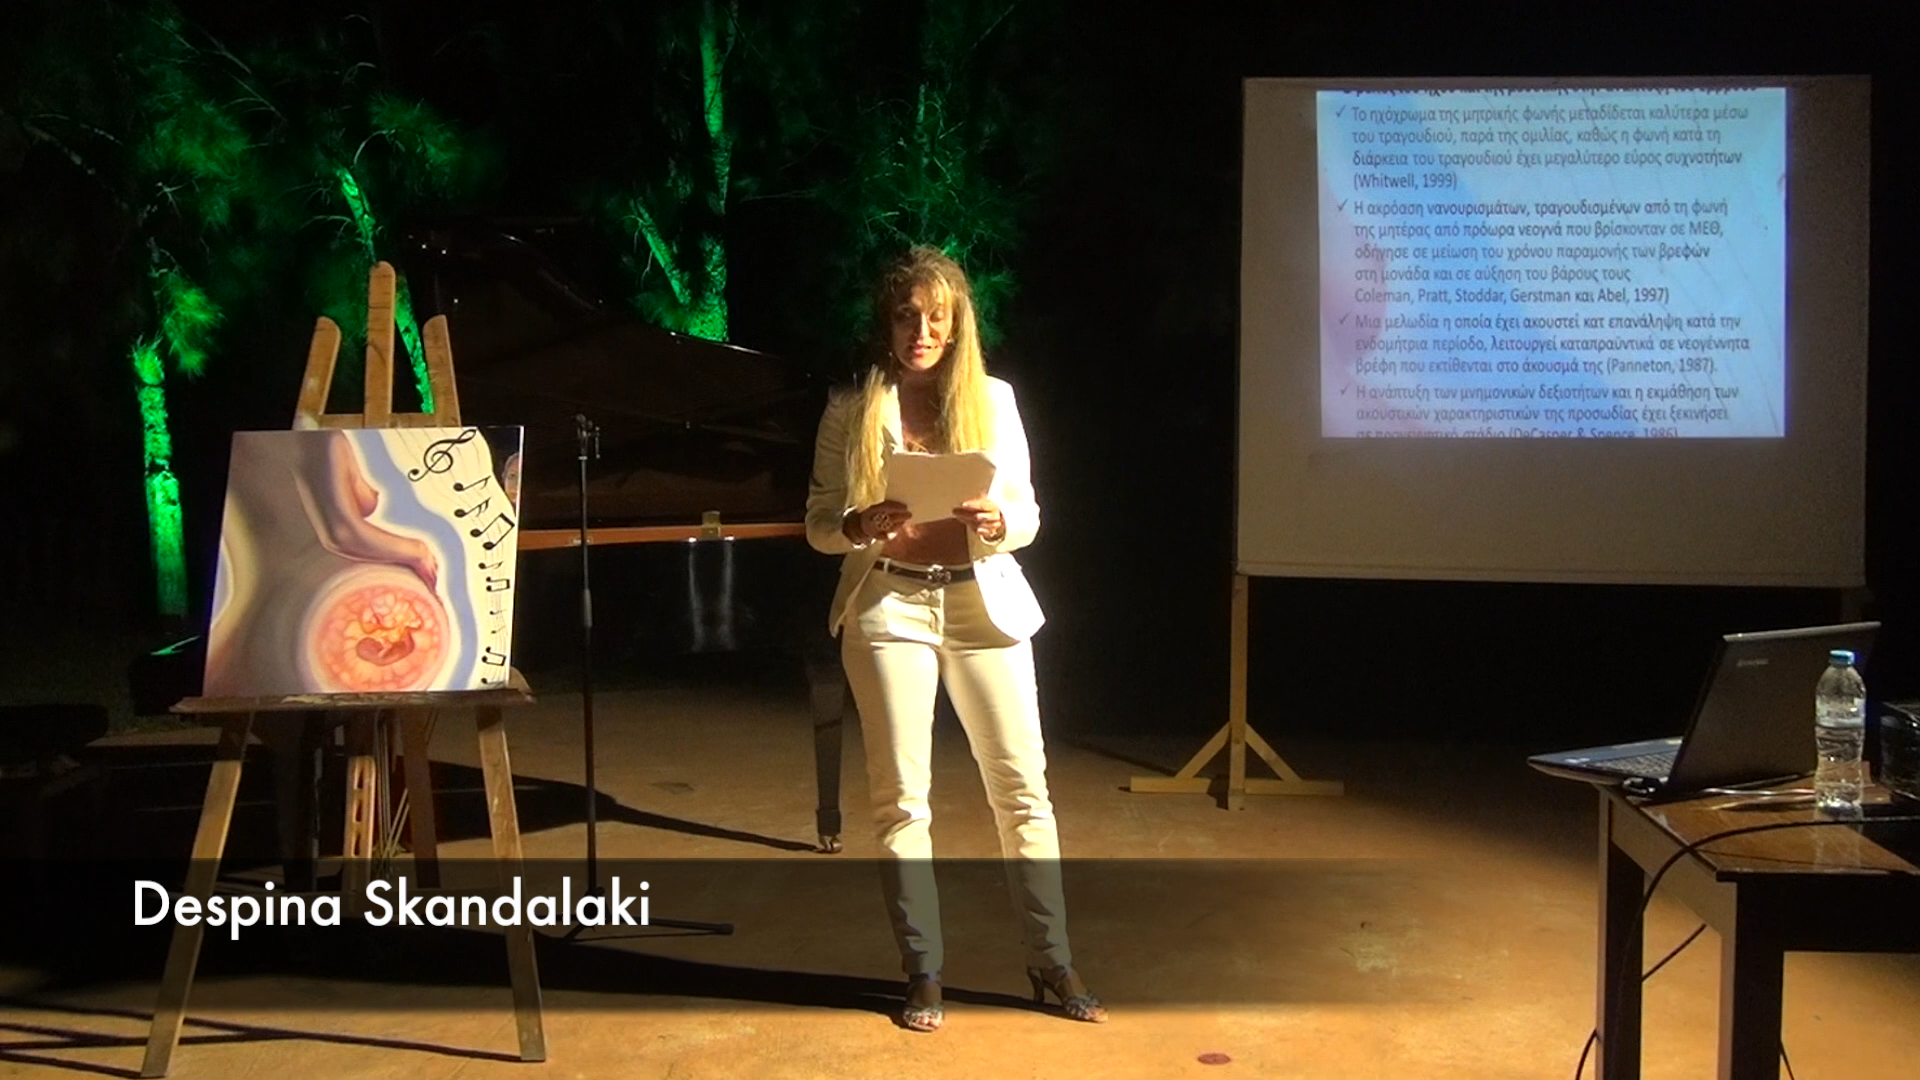 ✓ Το ηχόχρωμα της μητρικής φωνής μεταδίδεται καλύτερα μέσω
του τραγουδιού, παρά της ομιλίας, καθώς η φωνή κατά τη
διάρκεια του τραγουδιού έχει μεγαλύτερο εύρος συχνοτήτων
(Whitwell, 1999)
✓ Η ακρόαση νανουρισμάτων, τραγουδισμένων από τη φωνή
της μητέρας από πρόωρα νεογνά που βρίσκονταν σε ΜΕΘ,
οδήγησε σε μείωση του χρόνου παραμονής των βρεφών
στη μονάδα και σε αύξηση του βάρους τους
Coleman, Pratt, Stoddar, Gerstman και Abel, 1997)
✓ Μια μελωδία η οποία έχει ακουστεί κατ επανάληψη κατά την
ενδομήτρια περίοδο, λειτουργεί καταπραϋντικά σε νεογέννητα
βρέφη που εκτίθενται στο άκουσμά της (Panneton, 1987).
✓ Η ανάπτυξη των μνημονικών δεξιοτήτων και η εκμάθηση των
ακουστικών χαρακτηριστικών της προσωδίας έχει ξεκινήσει
(DeCasper & Spence, 1986)
Despina Skandalaki